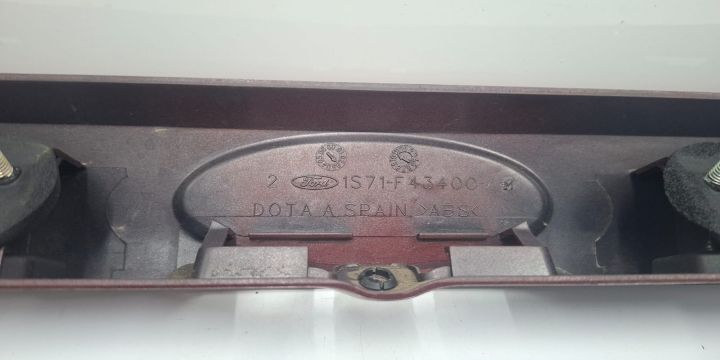 2 Ford 1S71-F43400-
DOTA A SPAIN >ABS<